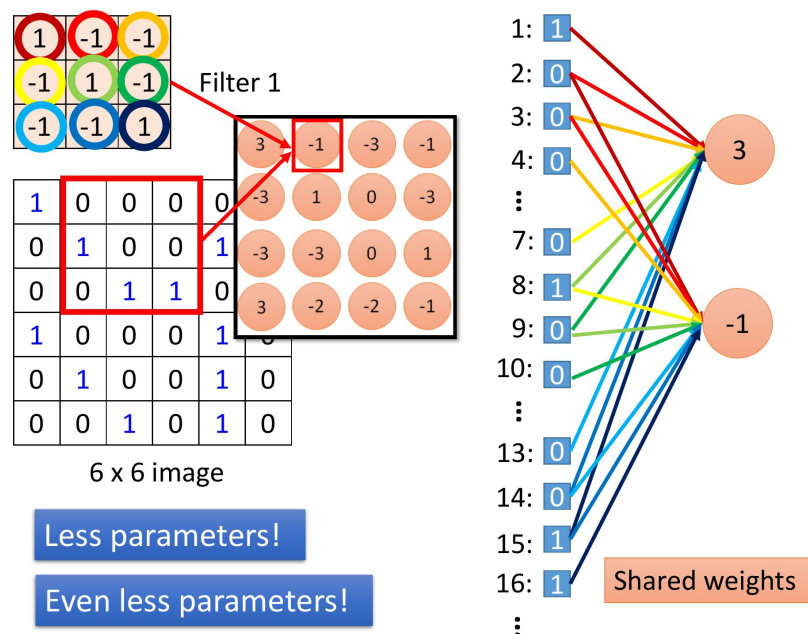 1 -1 -1
-1 1 -1
-1 -1 1
Filter 1
3 -1 -3 -1
-3 1 0 -3
-3 -3 0 1
3 -2 -2 -1
1 0 0 0 0
0 1 0 0 1
0 0 1 1 0
1 0 0 0 1 0
0 1 0 0 1 0
0 0 1 0 1 0
6 x 6 image
Less parameters!
Even less parameters!
1: 1
2: 0
3: 0
4: 0
⋮
7: 0
8: 1
9: 0
10: 0
⋮
13: 0
14: 0
15: 1
16: 1
⋮
3
-1
Shared weights